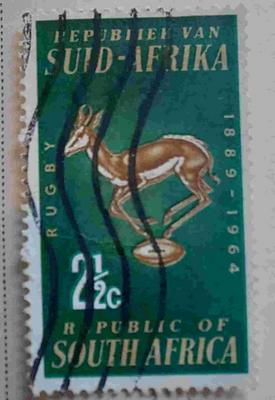 REPUBLIEK VAN
SUID-AFRIKA
RUGBY
1889-1964
2½c
REPUBLIC OF
SOUTH AFRICA